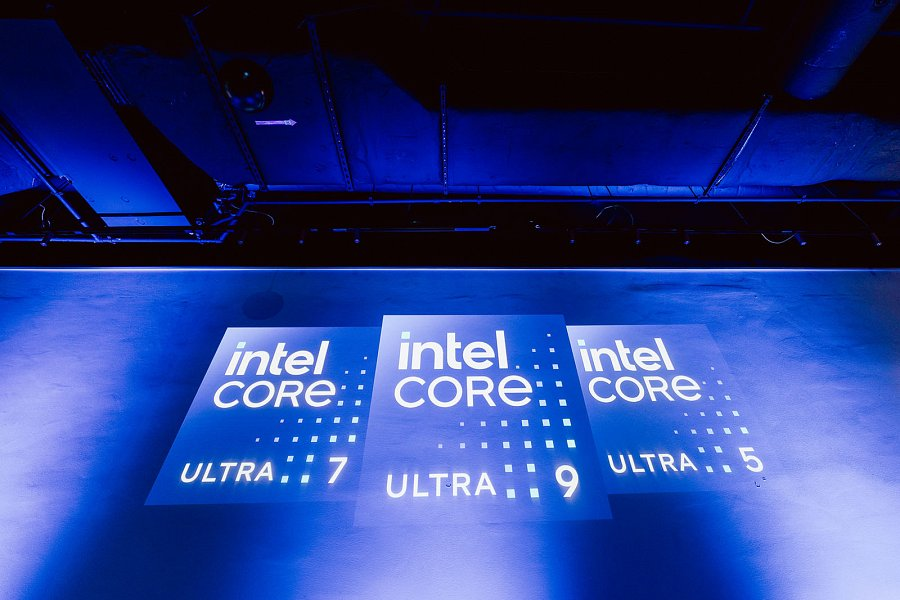 intel
CORe
ULTRA 7
intel
CORe
ULTRA 9
intel
CORe
ULTRA 5